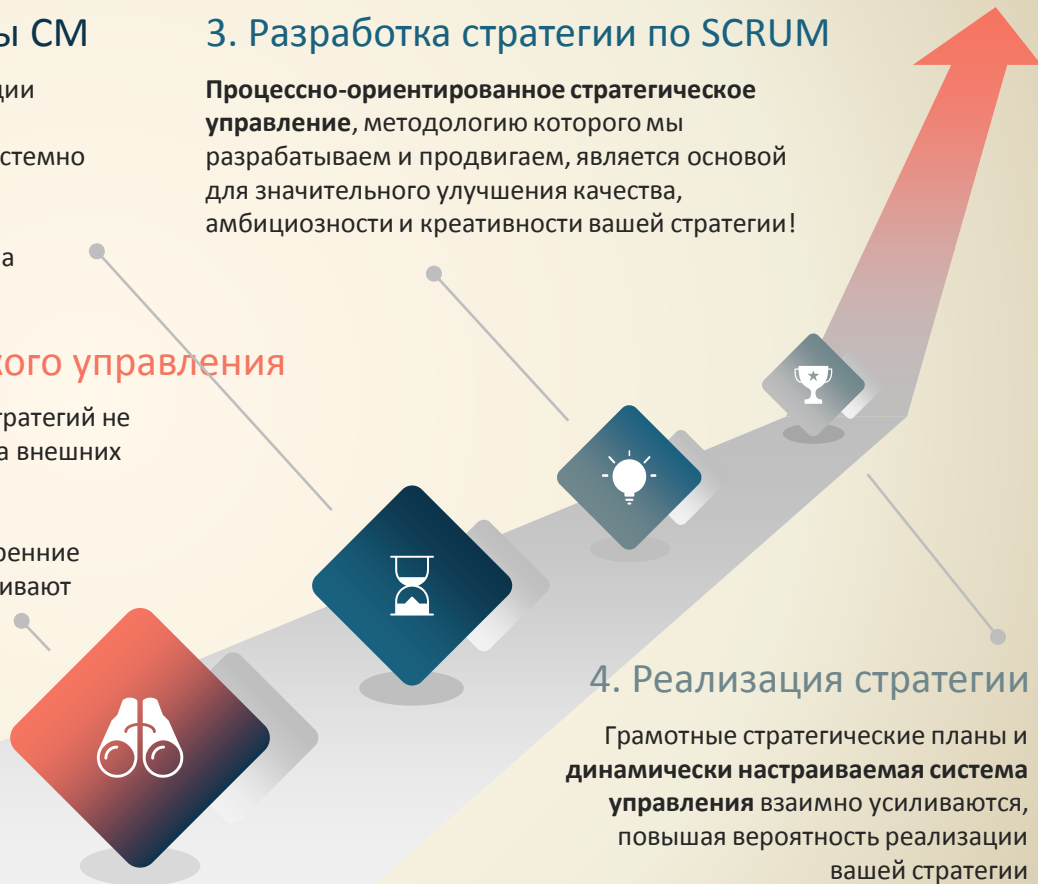 ы СМ
ции
стемно
а
кого управления
тратегий не
а внешних
ренние
ивают
3. Разработка стратегии по SCRUM
Процессно-ориентированное стратегическое
управление, методологию которого мы
разрабатываем и продвигаем, является основой
для значительного улучшения качества,
амбициозности и креативности вашей стратегии!
4. Реализация стратегии
Грамотные стратегические планы и
динамически настраиваемая система
управления взаимно усиливаются,
повышая вероятность реализации
вашей стратегии